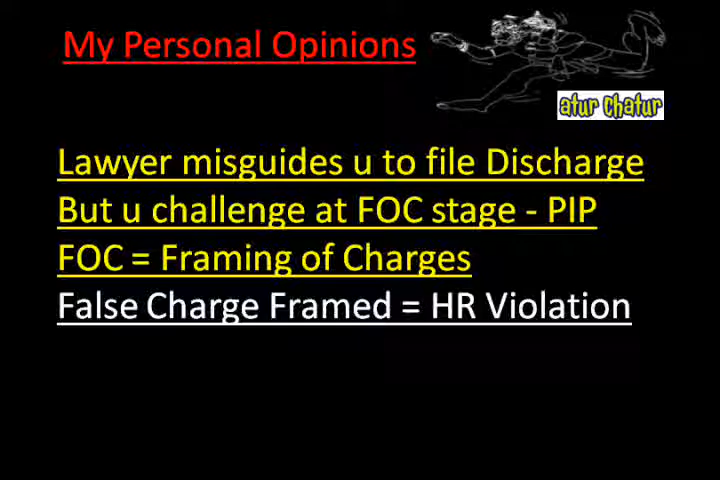 My Personal Opinions
atur chatur
Lawyer misguides u to file Discharge
But u challenge at FOC stage - PIP
FOC = Framing of Charges
False Charge Framed = HR Violation